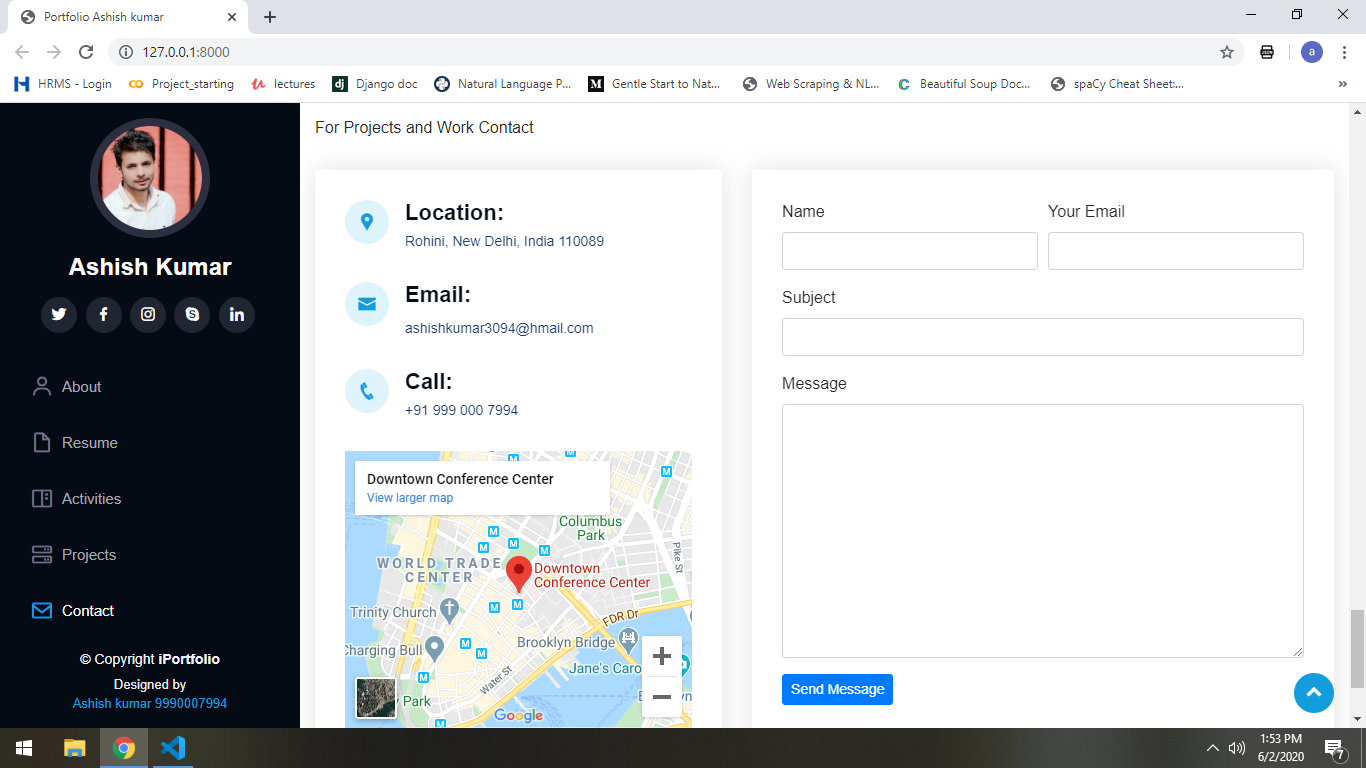 Portfolio Ashish kumar
127.0.0.1:8000
a
HRMS - Login
Project_starting
lectures
dj Django doc
Natural Language P...
M Gentle Start to Nat...
Web Scraping & NL...
Beautiful Soup Doc...
spaCy Cheat Sheet:...
»
Ashish Kumar
About
Resume
Activities
Projects
Contact
© Copyright iPortfolio
Designed by
Ashish kumar 9990007994
For Projects and Work Contact
Location:
Rohini, New Delhi, India 110089
Email:
ashishkumar3094@hmail.com
Call:
+91 999 000 7994
Downtown Conference Center
View larger map
Columbus
Park
Pike St
WORLD TRADE
CENTER
Downtown
Conference Center
Trinity Church
FDR Dr
Brooklyn Bridge
Charging Bull
Jane's Caro
Water St
Park
Google
Name
Your Email
Subject
Message
Send Message
1:53 PM
6/2/2020
7